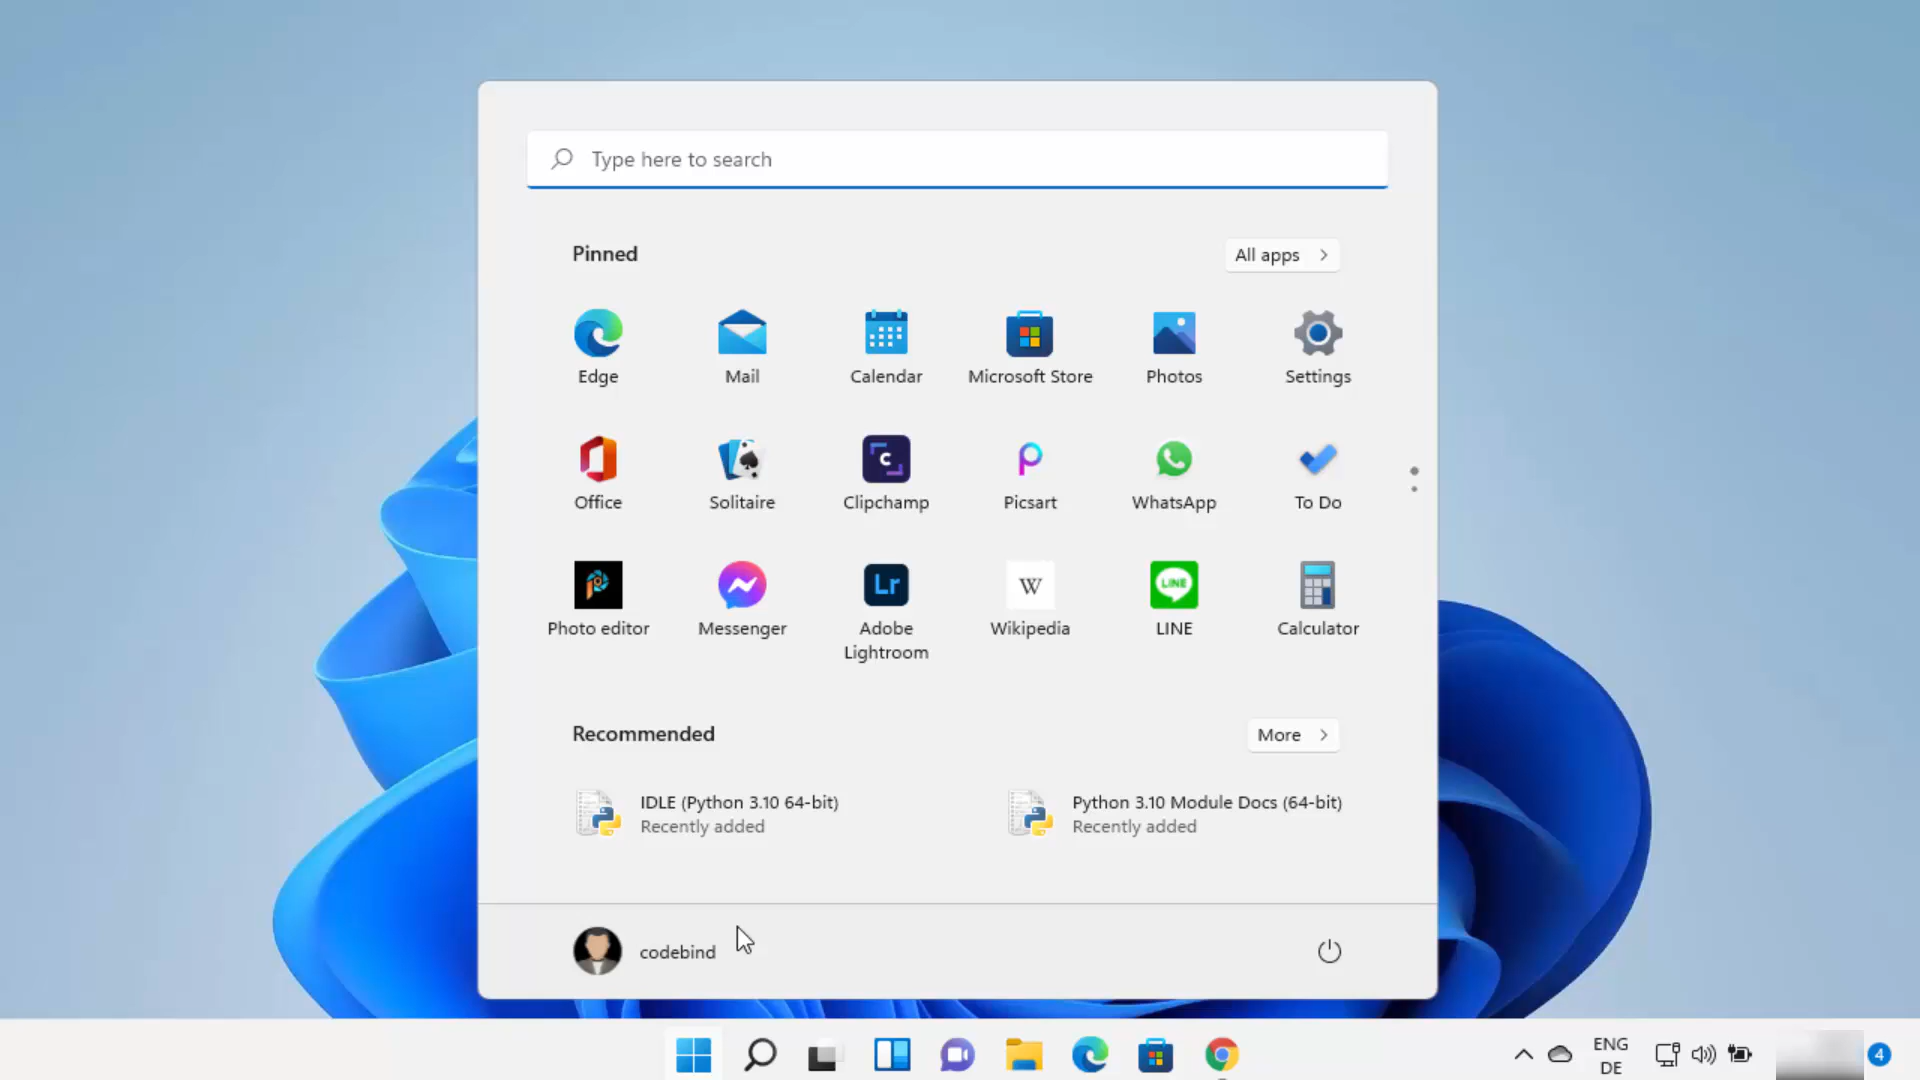 Type here to search
Pinned
All apps
Edge
Mail
Calendar
Microsoft Store
Photos
Settings
Office
Solitaire
Clipchamp
Picsart
WhatsApp
To Do
Photo editor
Messenger
Lr
Adobe
Lightroom
W
Wikipedia
LINE
LINE
Calculator
Recommended
More
IDLE (Python 3.10 64-bit)
Recently added
Python 3.10 Module Docs (64-bit)
Recently added
codebind
ENG
DE
4